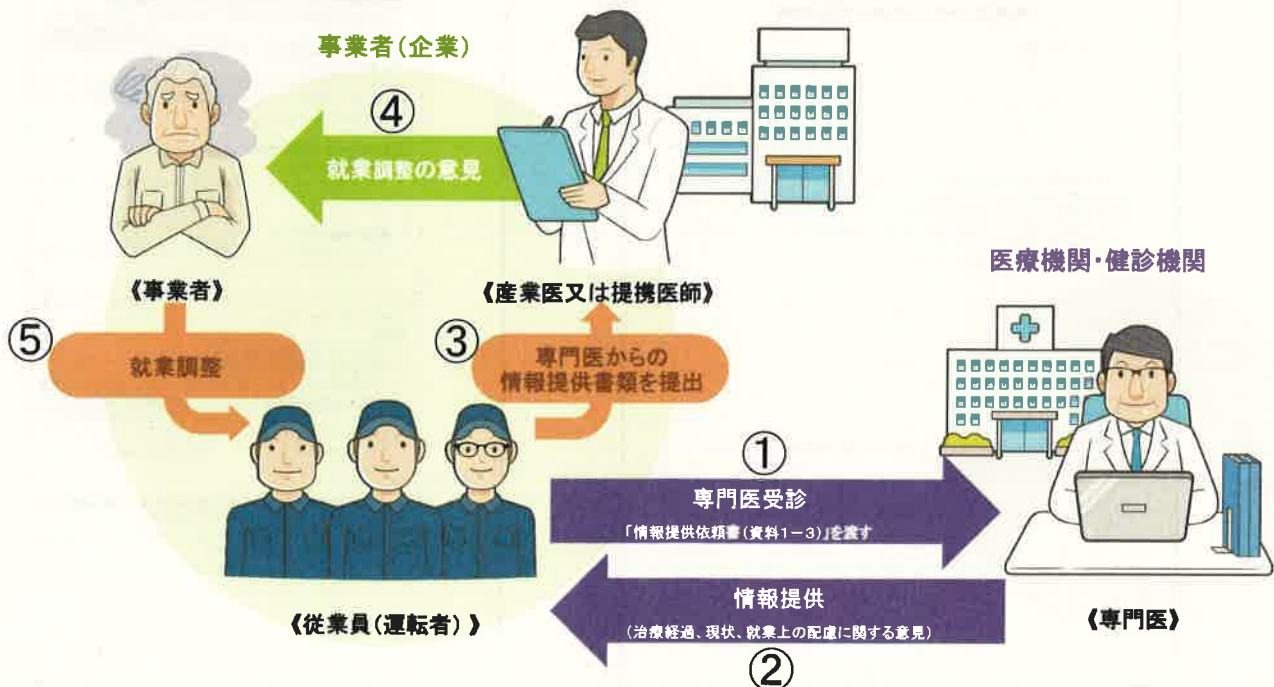 事業者(企業)
④
就業調整の意見
医療機関・健診機関
《事業者》
《産業医又は提携医師》
⑤
就業調整
③
専門医からの
情報提供書類を提出
①
専門医受診
「情報提供依頼書(資料1-3)」を渡す
情報提供
(治療経過、現状、就業上の配慮に関する意見)
②
《従業員(運転者) 》
《専門医》